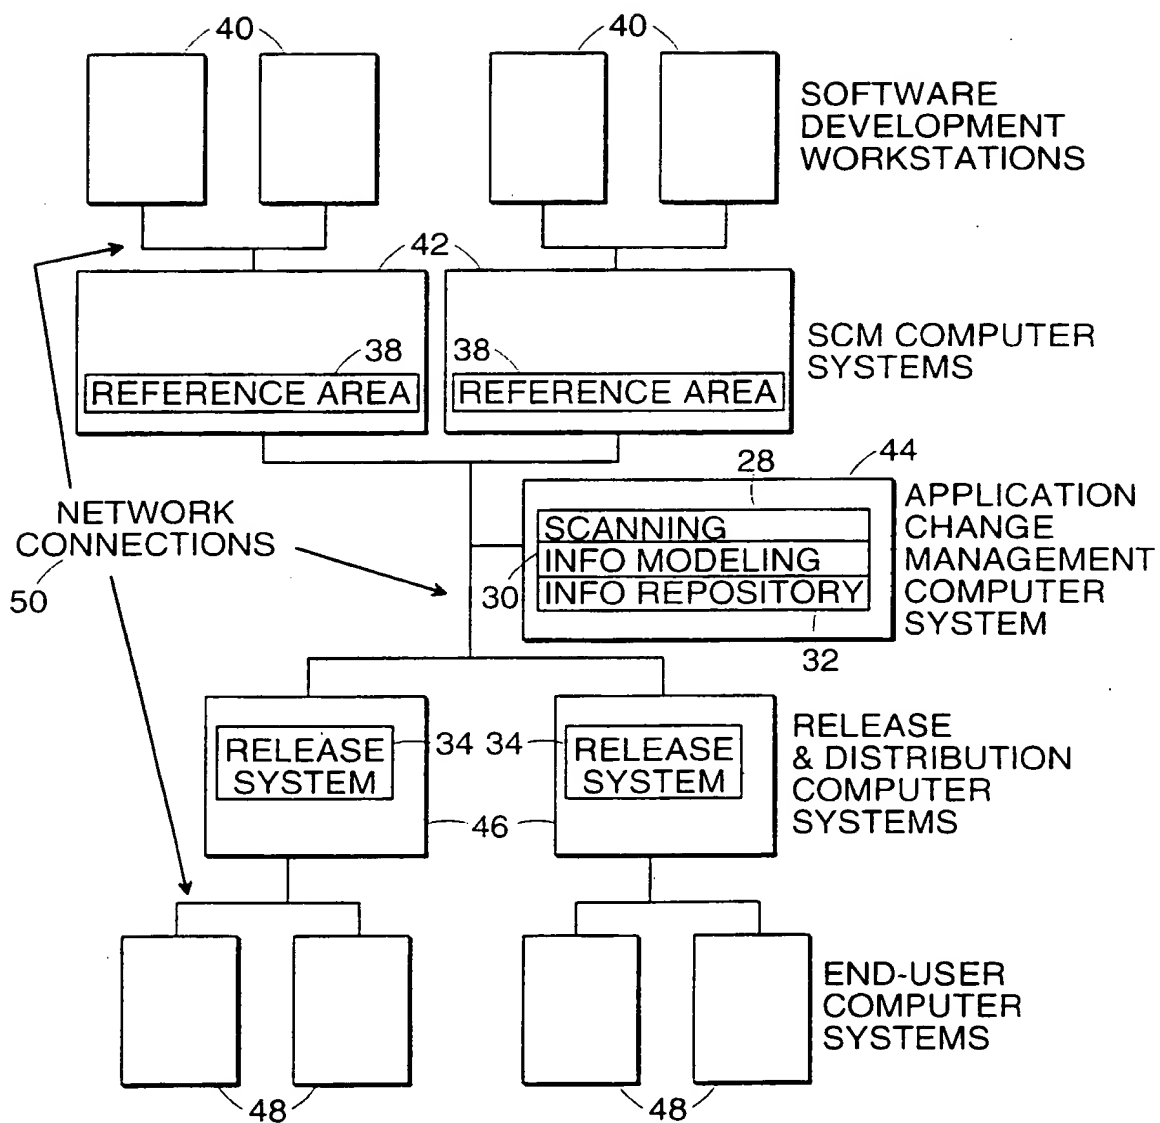 40
40
SOFTWARE
DEVELOPMENT
WORKSTATIONS
42
38
38
REFERENCE AREA
REFERENCE AREA
SCM COMPUTER
SYSTEMS
NETWORK
CONNECTIONS
50
28
44
SCANNING
INFO MODELING
INFO REPOSITORY
30
32
APPLICATION
CHANGE
MANAGEMENT
COMPUTER
SYSTEM
RELEASE
SYSTEM
34
34
RELEASE
SYSTEM
46
RELEASE
& DISTRIBUTION
COMPUTER
SYSTEMS
END-USER
COMPUTER
SYSTEMS
48
48